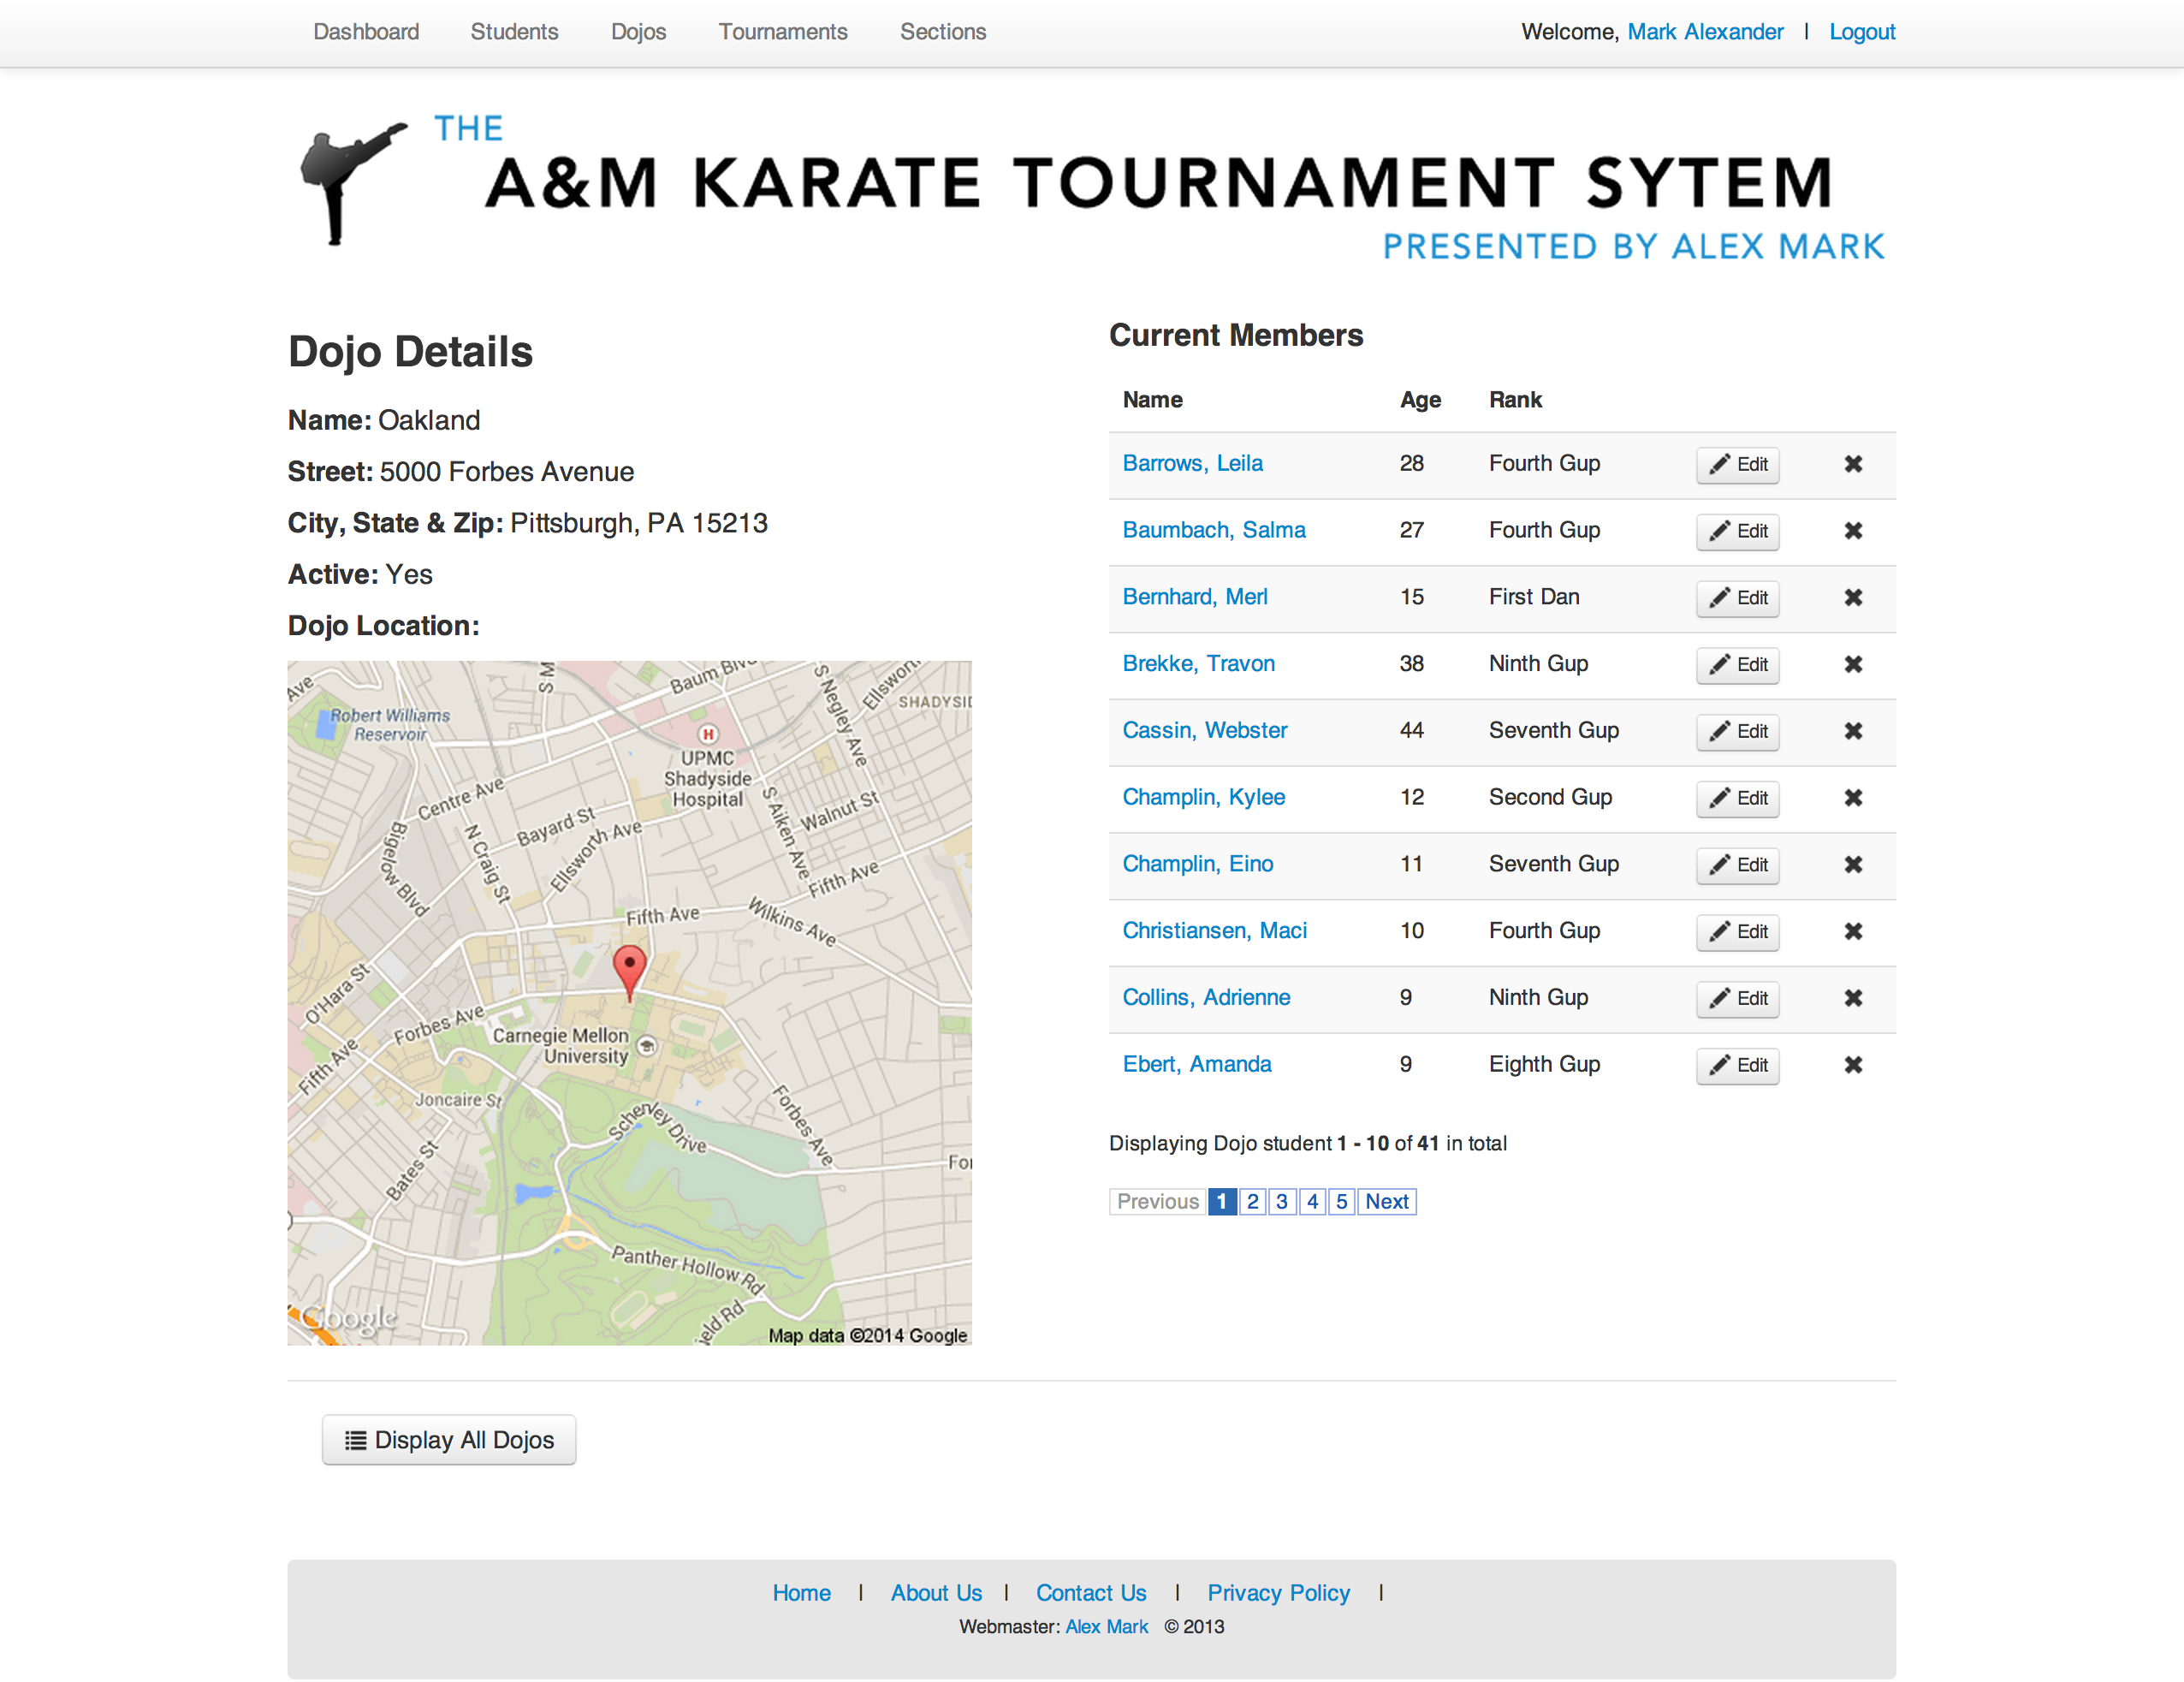 Dashboard Students Dojos Tournaments Sections Welcome, Mark Alexander | Logout
THE
A&M KARATE TOURNAMENT SYTEM
PRESENTED BY ALEX MARK
Dojo Details
Name: Oakland
Street: 5000 Forbes Avenue
City, State & Zip: Pittsburgh, PA 15213
Active: Yes
Dojo Location:
Ave
S M
Baum Blv
S Negley Ave
Ellswort
SHADYSID
Robert Williams
Reservoir
H
UPMC
Shadyside
Hospital
Centre Ave
Bigelow Blvd
N Craig St
Bayard St
Ellsworth Ave
S Aiken Ave
Walnut St
Fifth Ave
Fifth Ave
Wilkins Ave
O'Hara St
Forbes Ave
Fifth Ave
Carnegie Mellon
University
Joncaire St
Bates St
Schenley Drive
Forbes Ave
For
Panther Hollow Rd
ield Rd
Google
Map data ©2014 Google
Current Members
Name Age Rank
Barrows, Leila 28 Fourth Gup Edit ✖
Baumbach, Salma 27 Fourth Gup Edit ✖
Bernhard, Merl 15 First Dan Edit ✖
Brekke, Travon 38 Ninth Gup Edit ✖
Cassin, Webster 44 Seventh Gup Edit ✖
Champlin, Kylee 12 Second Gup Edit ✖
Champlin, Eino 11 Seventh Gup Edit ✖
Christiansen, Maci 10 Fourth Gup Edit ✖
Collins, Adrienne 9 Ninth Gup Edit ✖
Ebert, Amanda 9 Eighth Gup Edit ✖
Displaying Dojo student 1 - 10 of 41 in total
Previous 1 2 3 4 5 Next
Display All Dojos
Home | About Us | Contact Us | Privacy Policy |
Webmaster: Alex Mark © 2013